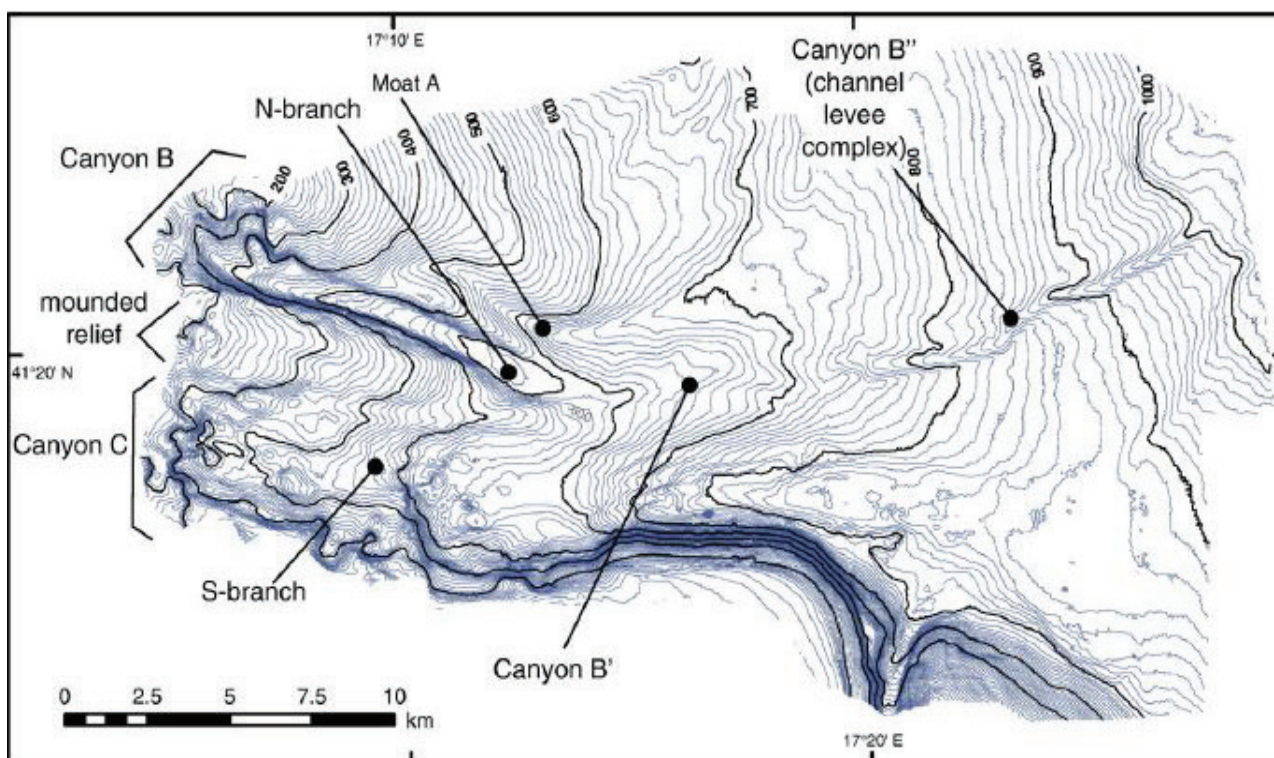 17°10' E
Moat A
N-branch
Canyon B
Canyon B''
(channel
levee
complex)
200
300
400
500
600
700
800
900
1000
mounded
relief
41°20' N
Canyon C
S-branch
Canyon B'
0 2.5 5 7.5 10
km
17°20' E